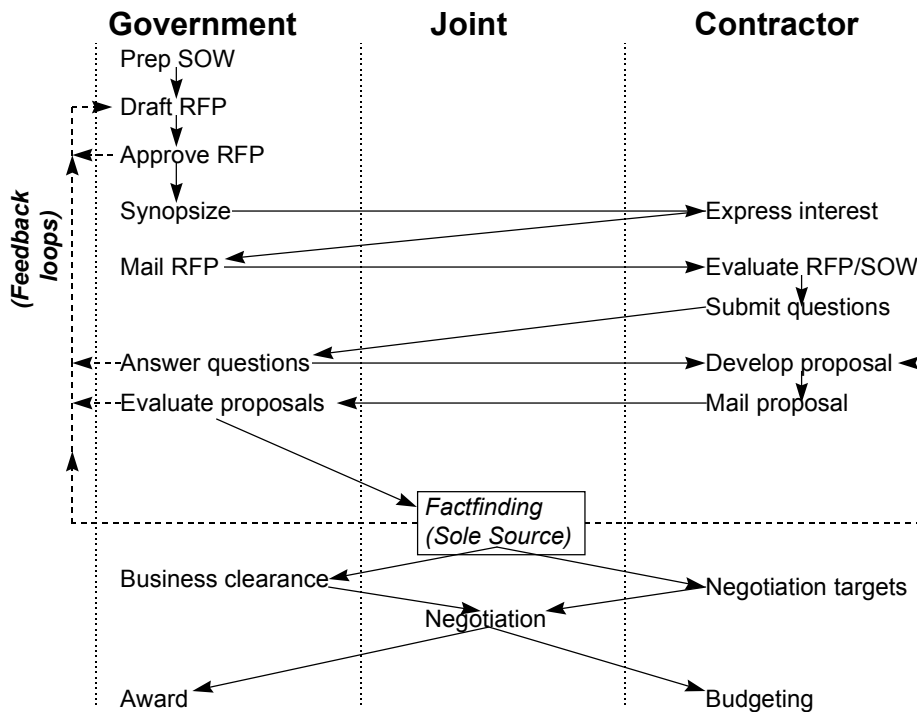 Government Joint Contractor
Prep SOW
Draft RFP
Approve RFP
Synopsize Express interest
Mail RFP Evaluate RFP/SOW
Submit questions
Answer questions Develop proposal
Evaluate proposals Mail proposal
(Feedback
loops)
Factfinding
(Sole Source)
Business clearance Negotiation targets
Negotiation
Award Budgeting